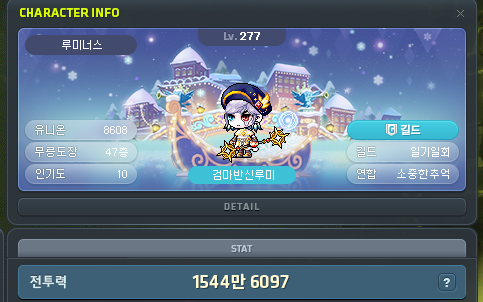 CHARACTER INFO
루미너스
Lv. 277
유니온 8608
무릉도장 47층
인기도 10
길드
길드 일기일회
연합 소중한추억
검마반신루미
DETAIL
STAT
전투력 1544만 6097 ?